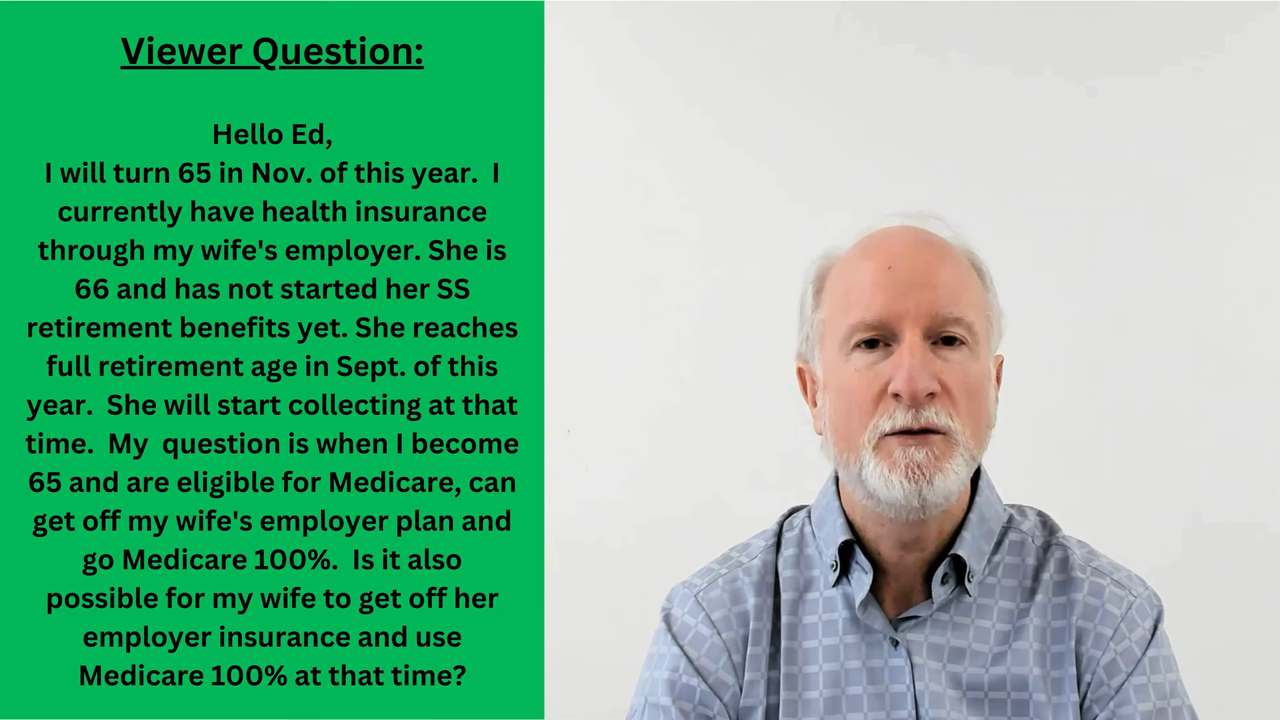 Viewer Question:
Hello Ed,
I will turn 65 in Nov. of this year.  I
currently have health insurance
through my wife's employer. She is
66 and has not started her SS
retirement benefits yet. She reaches
full retirement age in Sept. of this
year.  She will start collecting at that
time.  My  question is when I become
65 and are eligible for Medicare, can
get off my wife's employer plan and
go Medicare 100%.  Is it also
possible for my wife to get off her
employer insurance and use
Medicare 100% at that time?